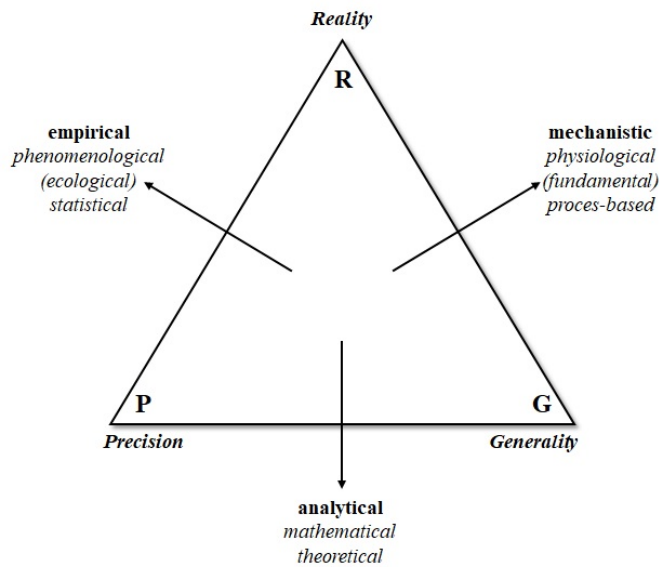 Reality
R
empirical
phenomenological
(ecological)
statistical
mechanistic
physiological
(fundamental)
proces-based
P
G
Precision
Generality
analytical
mathematical
theoretical